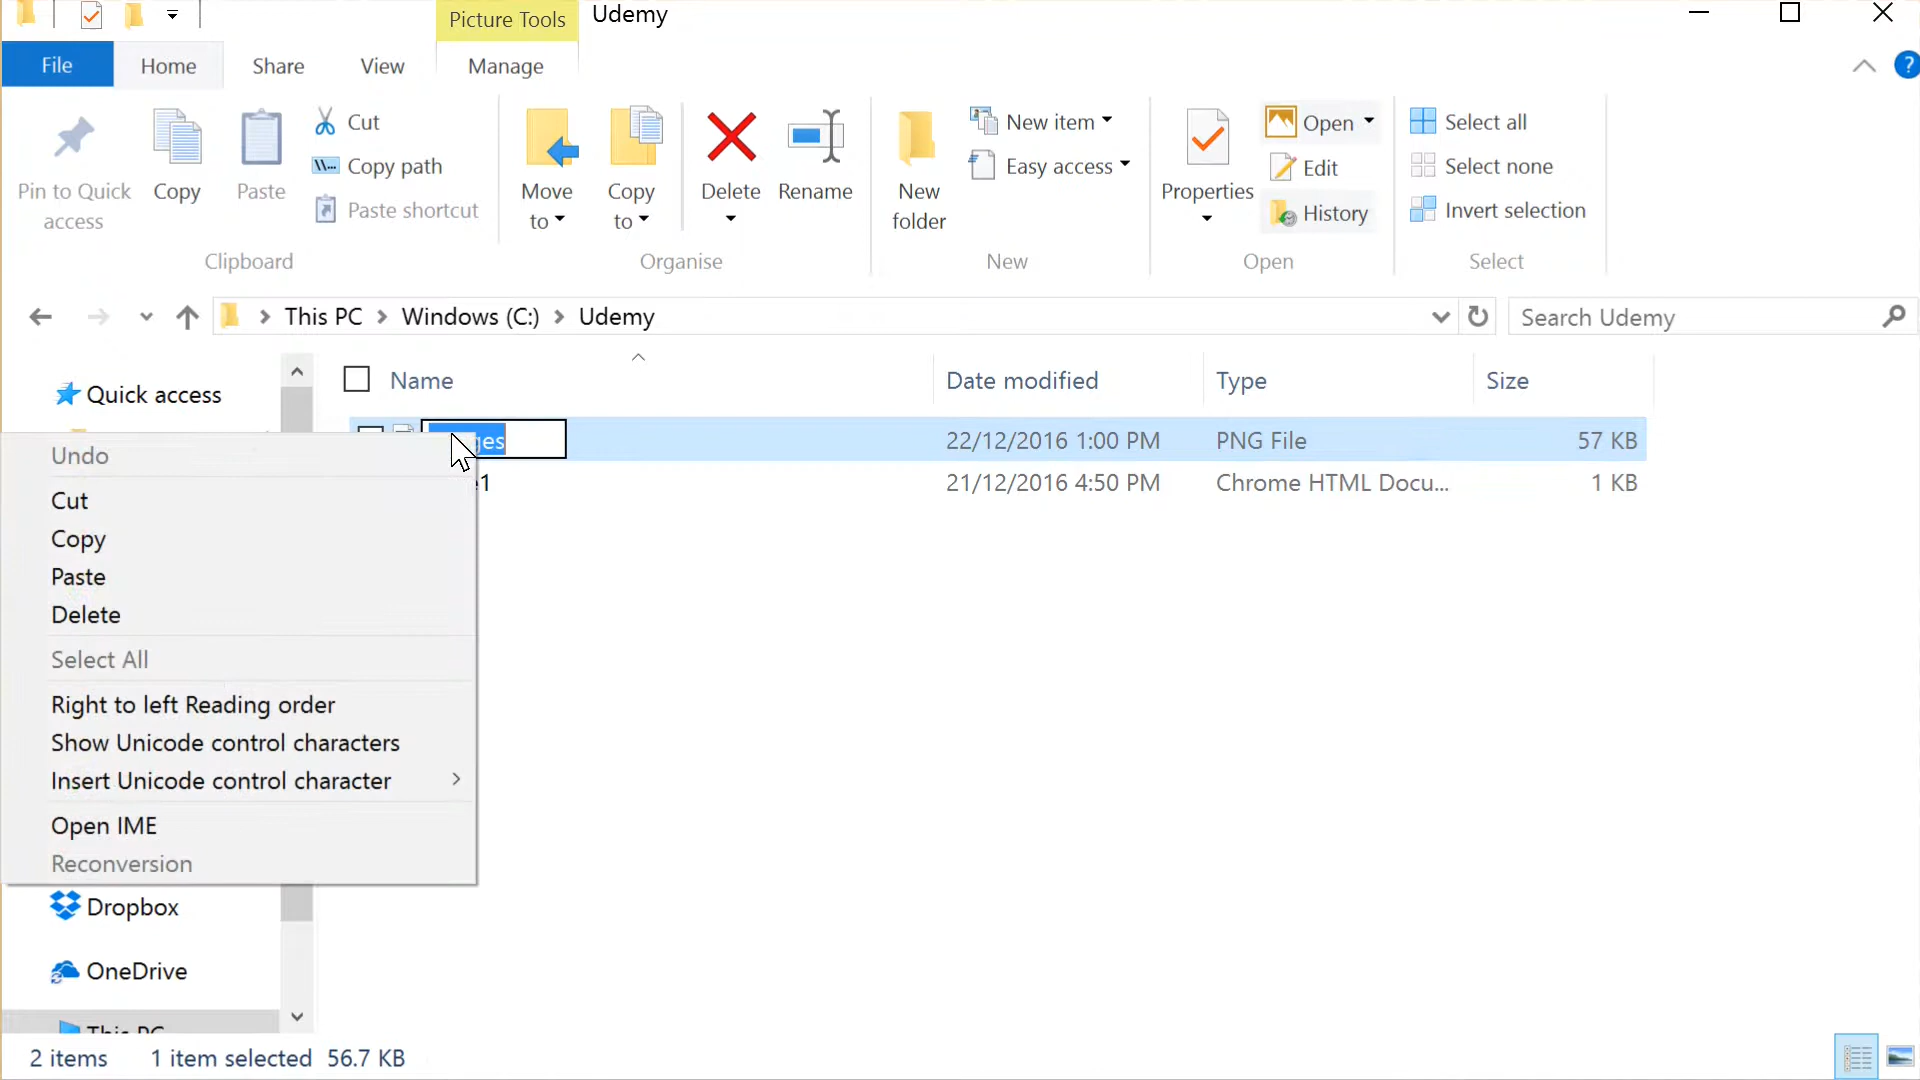 Picture Tools
Udemy
File
Home
Share
View
Manage
?
Pin to Quick access
Copy
Paste
Cut
Copy path
Paste shortcut
Clipboard
Move to
Copy to
Delete
Rename
Organise
New folder
New item
Easy access
New
Properties
Open
Edit
History
Open
Select all
Select none
Invert selection
Select
This PC
Windows (C:)
Udemy
Search Udemy
Quick access
Name
Date modified
Type
Size
ges
22/12/2016 1:00 PM
PNG File
57 KB
1
21/12/2016 4:50 PM
Chrome HTML Docu...
1 KB
Undo
Cut
Copy
Paste
Delete
Select All
Right to left Reading order
Show Unicode control characters
Insert Unicode control character
Open IME
Reconversion
Dropbox
OneDrive
This PC
2 items
1 item selected 56.7 KB